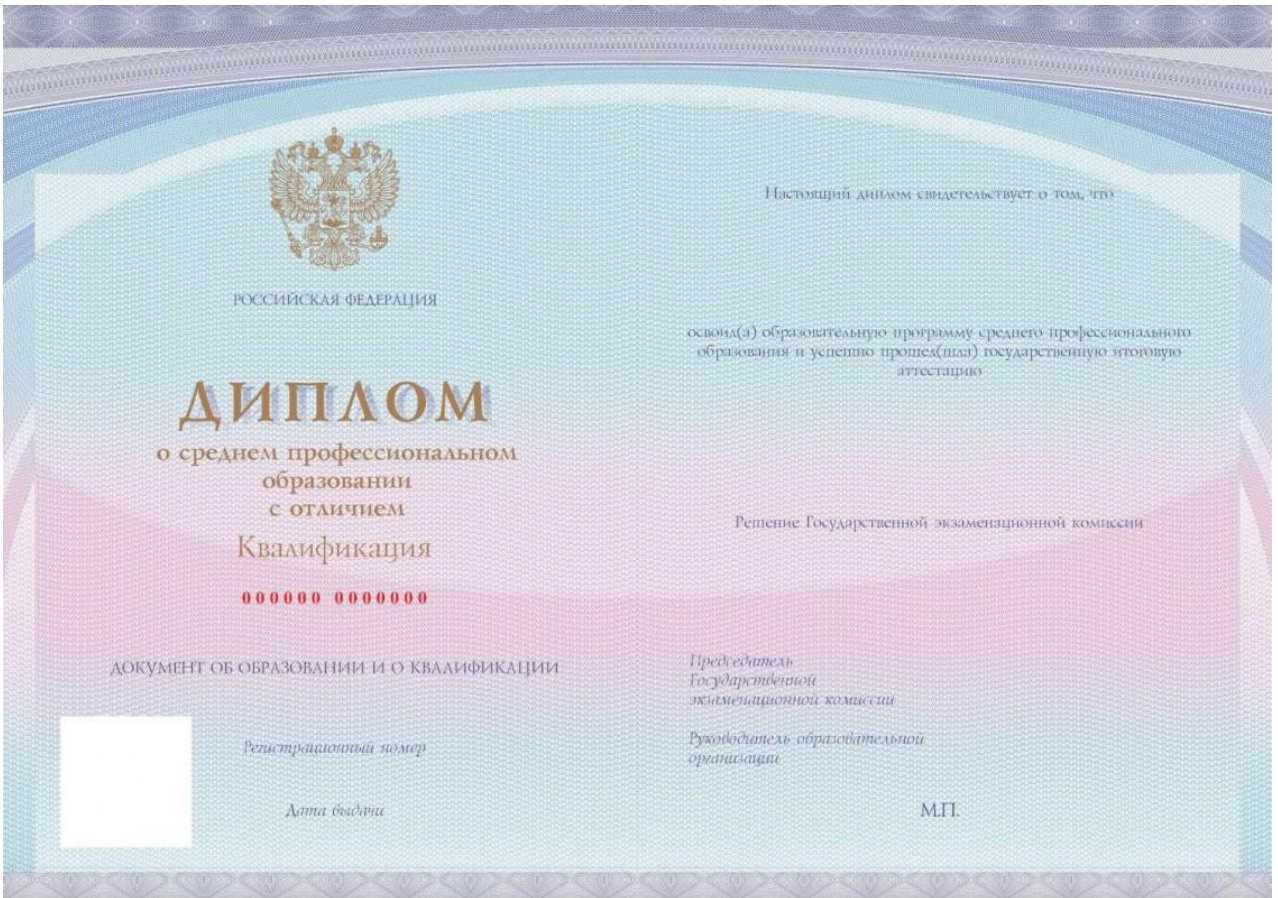 РОССИЙСКАЯ ФЕДЕРАЦИЯ
ДИПЛОМ
о среднем профессиональном
образовании
с отличием
Квалификация
000000 0000000
ДОКУМЕНТ ОБ ОБРАЗОВАНИИ И О КВАЛИФИКАЦИИ
Регистрационный номер
Дата выдачи
Настоящий диплом свидетельствует о том, что
освоил(а) образовательную программу среднего профессионального
образования и успешно прошел(шла) государственную итоговую
аттестацию
Решение Государственной экзаменационной комиссии
Председатель
Государственной
экзаменационной комиссии
Руководитель образовательной
организации
М.П.